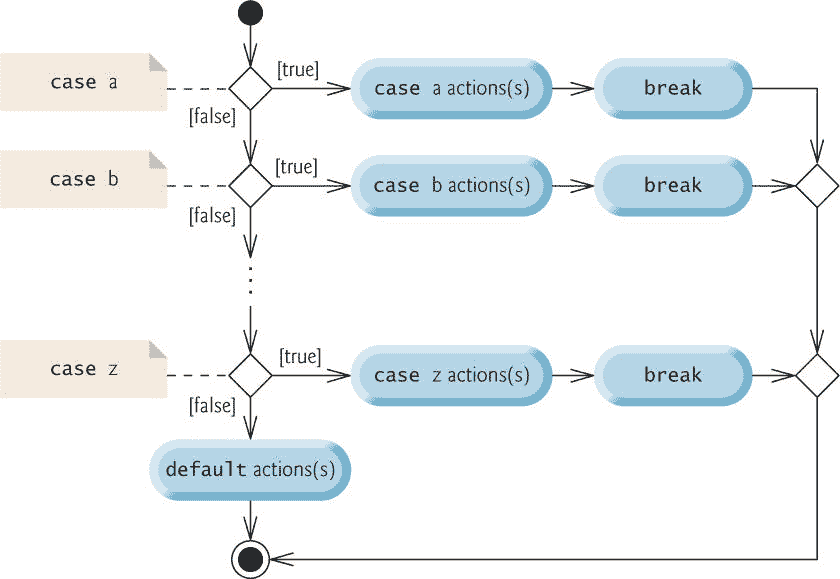 case a
[true]
case a actions(s)
break
[false]
case b
[true]
case b actions(s)
break
[false]
case z
[true]
case z actions(s)
break
[false]
default actions(s)